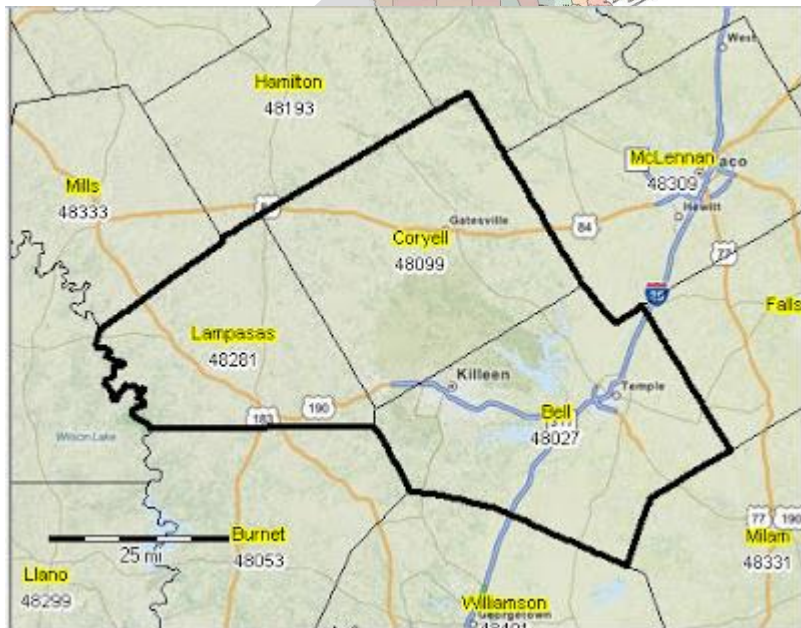 West
Hamilton
48193
McLennan
aco
48309
Hewitt
Mills
48333
Gatesville
84
Coryell
48099
77
35
Falls
Lampasas
48281
Killeen
Temple
190
183
Bell
48027
Wilson Lake
25 mi
Burnet
48053
77 190
Milam
48331
Llano
48299
Williamson
Georgetown